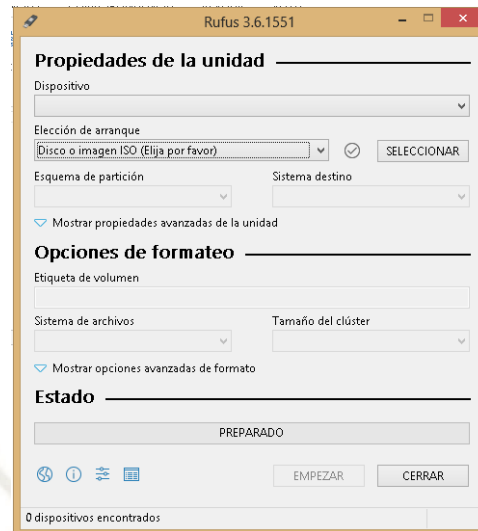 Rufus 3.6.1551
Propiedades de la unidad
Dispositivo
Elección de arranque
Disco o imagen ISO (Elija por favor)
SELECCIONAR
Esquema de partición Sistema destino
Mostrar propiedades avanzadas de la unidad
Opciones de formateo
Etiqueta de volumen
Sistema de archivos Tamaño del clúster
Mostrar opciones avanzadas de formato
Estado
PREPARADO
EMPEZAR CERRAR
0 dispositivos encontrados